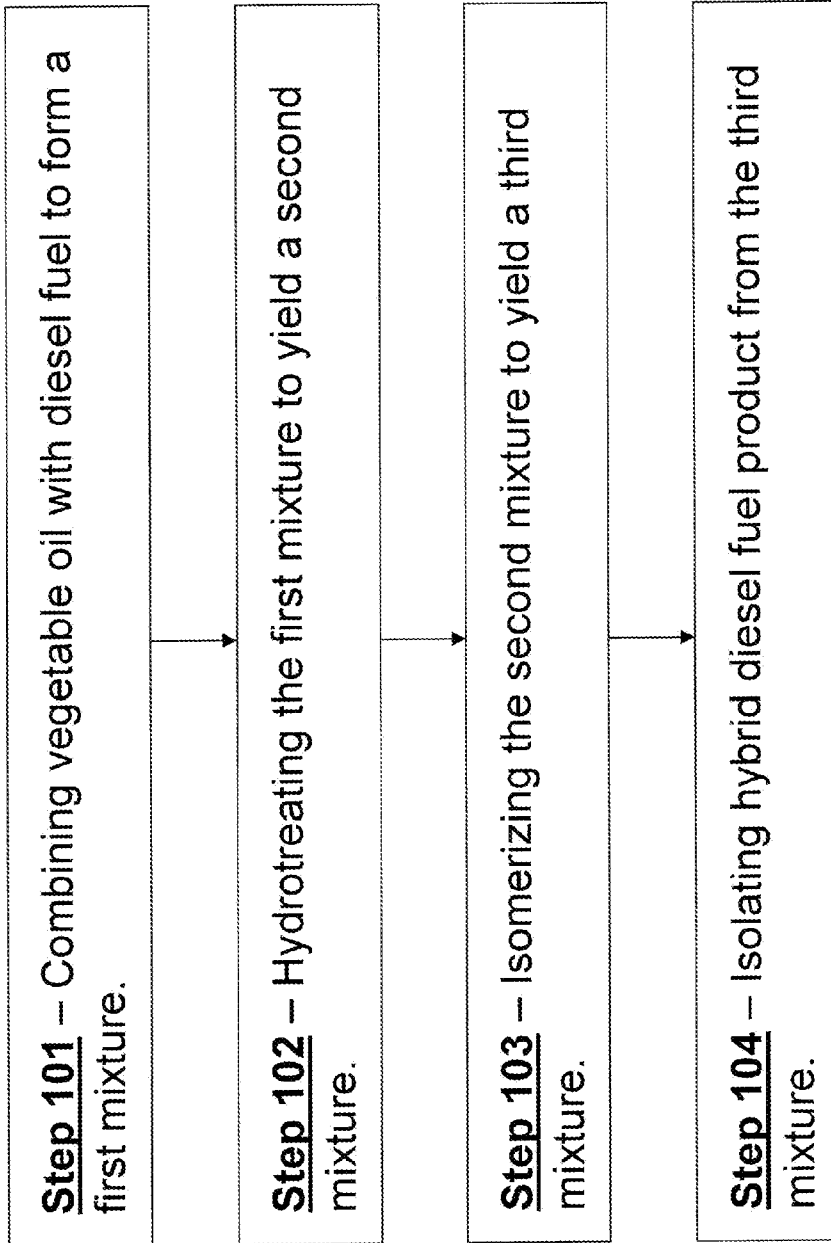 Step 101 – Combining vegetable oil with diesel fuel to form a
first mixture.
Step 102 – Hydrotreating the first mixture to yield a second
mixture.
Step 103 – Isomerizing the second mixture to yield a third
mixture.
Step 104 – Isolating hybrid diesel fuel product from the third
mixture.